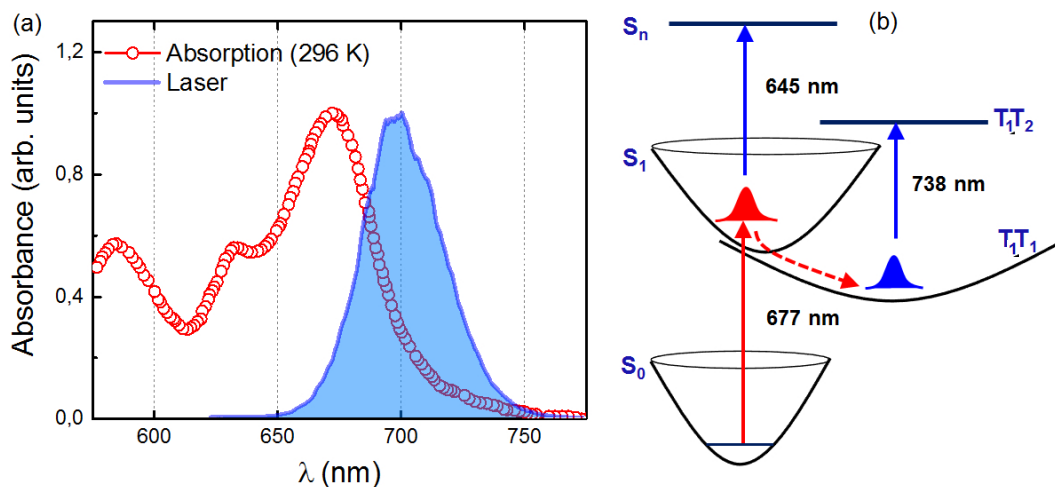 (a)
1,2
0,8
0,4
0,0
Absorbance (arb. units)
Absorption (296 K)
Laser
600
650
700
750
λ (nm)
(b)
Sn
645 nm
T1T2
S1
738 nm
T1T1
677 nm
S0